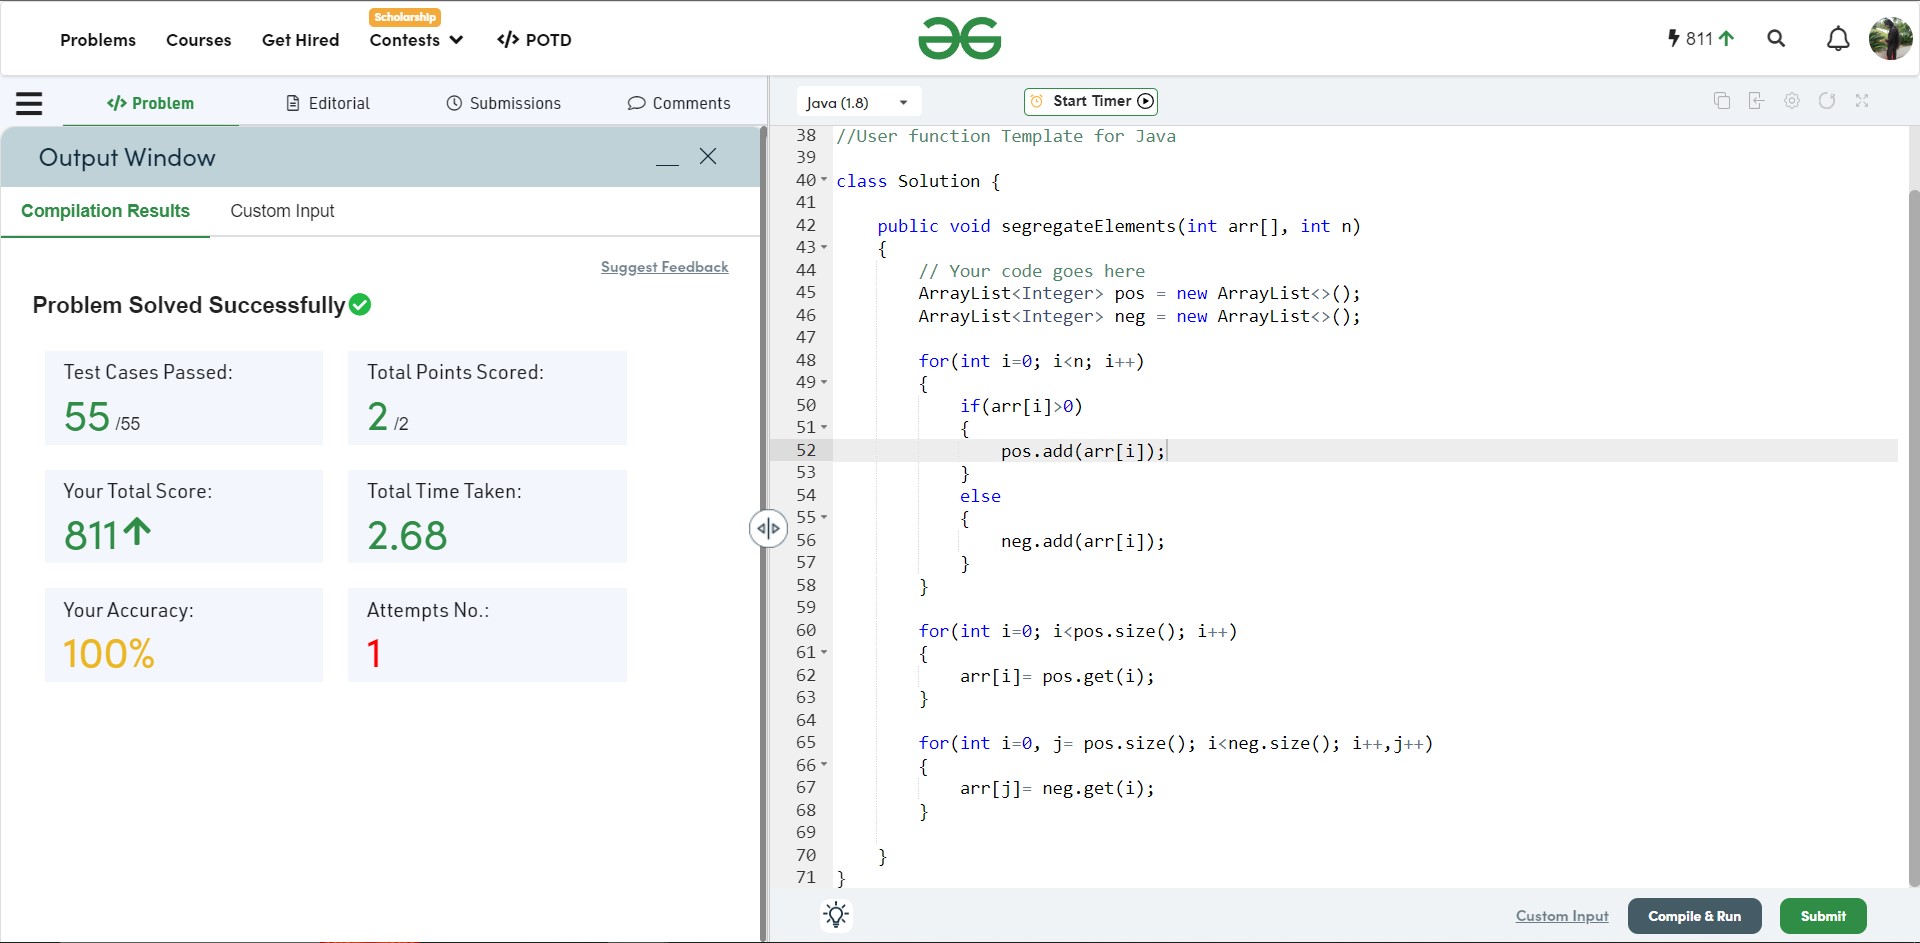 Scholarship
Problems Courses Get Hired Contests </> POTD
811
</> Problem Editorial Submissions Comments
Output Window
Compilation Results Custom Input
Suggest Feedback
Problem Solved Successfully
Test Cases Passed:
55 /55
Total Points Scored:
2 /2
Your Total Score:
811
Total Time Taken:
2.68
Your Accuracy:
100%
Attempts No.:
1
Java (1.8) Start Timer
38 //User function Template for Java
39
40 class Solution {
41
42     public void segregateElements(int arr[], int n)
43     {
44         // Your code goes here
45         ArrayList<Integer> pos = new ArrayList<>();
46         ArrayList<Integer> neg = new ArrayList<>();
47
48         for(int i=0; i<n; i++)
49         {
50             if(arr[i]>0)
51             {
52                 pos.add(arr[i]);
53             }
54             else
55             {
56                 neg.add(arr[i]);
57             }
58         }
59
60         for(int i=0; i<pos.size(); i++)
61         {
62             arr[i]= pos.get(i);
63         }
64
65         for(int i=0, j= pos.size(); i<neg.size(); i++,j++)
66         {
67             arr[j]= neg.get(i);
68         }
69
70     }
71 }
Custom Input Compile & Run Submit